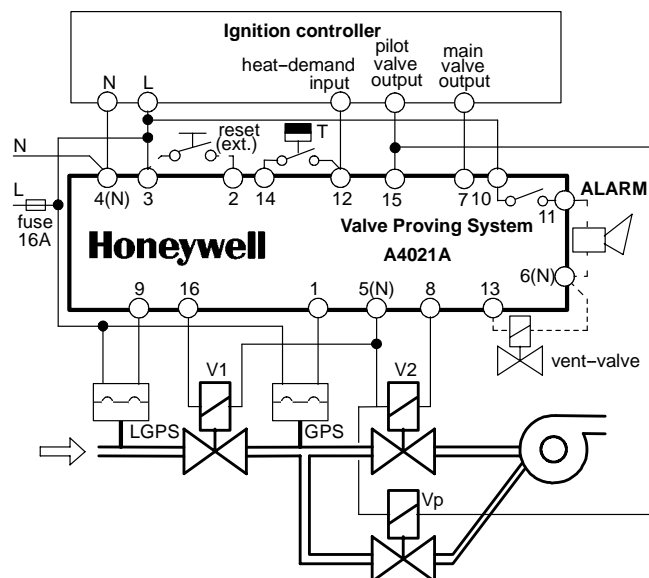 Ignition controller
N
L
heat-demand
input
pilot
valve
output
main
valve
output
N
reset
(ext.)
T
L
fuse
16A
4(N)
3
2
14
12
15
7
10
11
ALARM
Honeywell
Valve Proving System
A4021A
6(N)
9
16
1
5(N)
8
13
vent-valve
V1
V2
LGPS
GPS
Vp